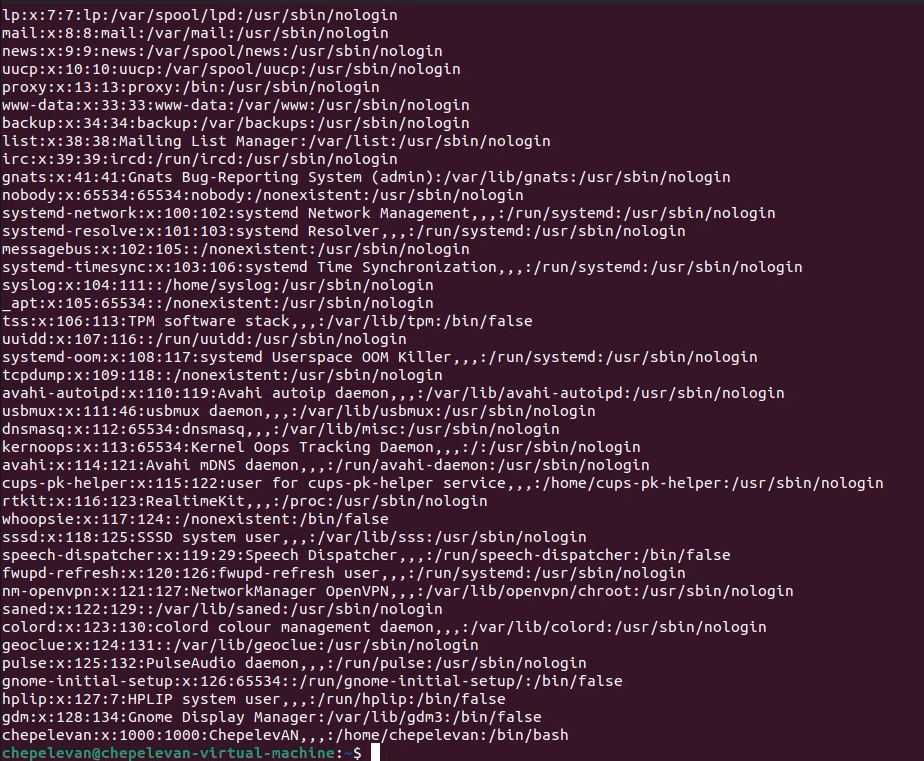 lp:x:7:7:lp:/var/spool/lpd:/usr/sbin/nologin
mail:x:8:8:mail:/var/mail:/usr/sbin/nologin
news:x:9:9:news:/var/spool/news:/usr/sbin/nologin
uucp:x:10:10:uucp:/var/spool/uucp:/usr/sbin/nologin
proxy:x:13:13:proxy:/bin:/usr/sbin/nologin
www-data:x:33:33:www-data:/var/www:/usr/sbin/nologin
backup:x:34:34:backup:/var/backups:/usr/sbin/nologin
list:x:38:38:Mailing List Manager:/var/list:/usr/sbin/nologin
irc:x:39:39:ircd:/run/ircd:/usr/sbin/nologin
gnats:x:41:41:Gnats Bug-Reporting System (admin):/var/lib/gnats:/usr/sbin/nologin
nobody:x:65534:65534:nobody:/nonexistent:/usr/sbin/nologin
systemd-network:x:100:102:systemd Network Management,,,:/run/systemd:/usr/sbin/nologin
systemd-resolve:x:101:103:systemd Resolver,,,:/run/systemd:/usr/sbin/nologin
messagebus:x:102:105::/nonexistent:/usr/sbin/nologin
systemd-timesync:x:103:106:systemd Time Synchronization,,,:/run/systemd:/usr/sbin/nologin
syslog:x:104:111::/home/syslog:/usr/sbin/nologin
_apt:x:105:65534::/nonexistent:/usr/sbin/nologin
tss:x:106:113:TPM software stack,,,:/var/lib/tpm:/bin/false
uuidd:x:107:116::/run/uuidd:/usr/sbin/nologin
systemd-oom:x:108:117:systemd Userspace OOM Killer,,,:/run/systemd:/usr/sbin/nologin
tcpdump:x:109:118::/nonexistent:/usr/sbin/nologin
avahi-autoipd:x:110:119:Avahi autoip daemon,,,:/var/lib/avahi-autoipd:/usr/sbin/nologin
usbmux:x:111:46:usbmux daemon,,,:/var/lib/usbmux:/usr/sbin/nologin
dnsmasq:x:112:65534:dnsmasq,,,:/var/lib/misc:/usr/sbin/nologin
kernoops:x:113:65534:Kernel Oops Tracking Daemon,,,:/:/usr/sbin/nologin
avahi:x:114:121:Avahi mDNS daemon,,,:/run/avahi-daemon:/usr/sbin/nologin
cups-pk-helper:x:115:122:user for cups-pk-helper service,,,:/home/cups-pk-helper:/usr/sbin/nologin
rtkit:x:116:123:RealtimeKit,,,:/proc:/usr/sbin/nologin
whoopsie:x:117:124::/nonexistent:/bin/false
sssd:x:118:125:SSSD system user,,,:/var/lib/sss:/usr/sbin/nologin
speech-dispatcher:x:119:29:Speech Dispatcher,,,:/run/speech-dispatcher:/bin/false
fwupd-refresh:x:120:126:fwupd-refresh user,,,:/run/systemd:/usr/sbin/nologin
nm-openvpn:x:121:127:NetworkManager OpenVPN,,,:/var/lib/openvpn/chroot:/usr/sbin/nologin
saned:x:122:129::/var/lib/saned:/usr/sbin/nologin
colord:x:123:130:colord colour management daemon,,,:/var/lib/colord:/usr/sbin/nologin
geoclue:x:124:131::/var/lib/geoclue:/usr/sbin/nologin
pulse:x:125:132:PulseAudio daemon,,,:/run/pulse:/usr/sbin/nologin
gnome-initial-setup:x:126:65534::/run/gnome-initial-setup/:/bin/false
hplip:x:127:7:HPLIP system user,,,:/run/hplip:/bin/false
gdm:x:128:134:Gnome Display Manager:/var/lib/gdm3:/bin/false
chepelevan:x:1000:1000:ChepelevAN,,,:/home/chepelevan:/bin/bash
chepelevan@chepelevan-virtual-machine:~$